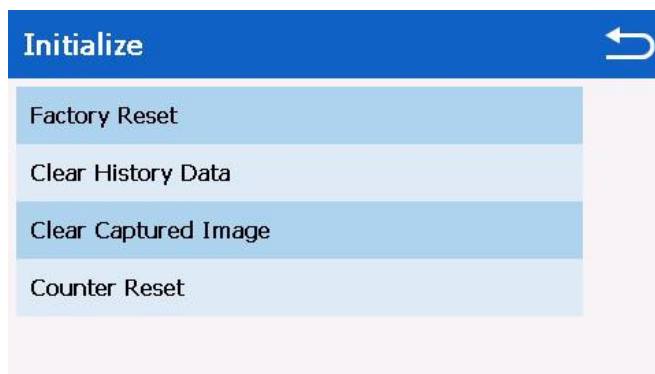 Initialize
Factory Reset
Clear History Data
Clear Captured Image
Counter Reset